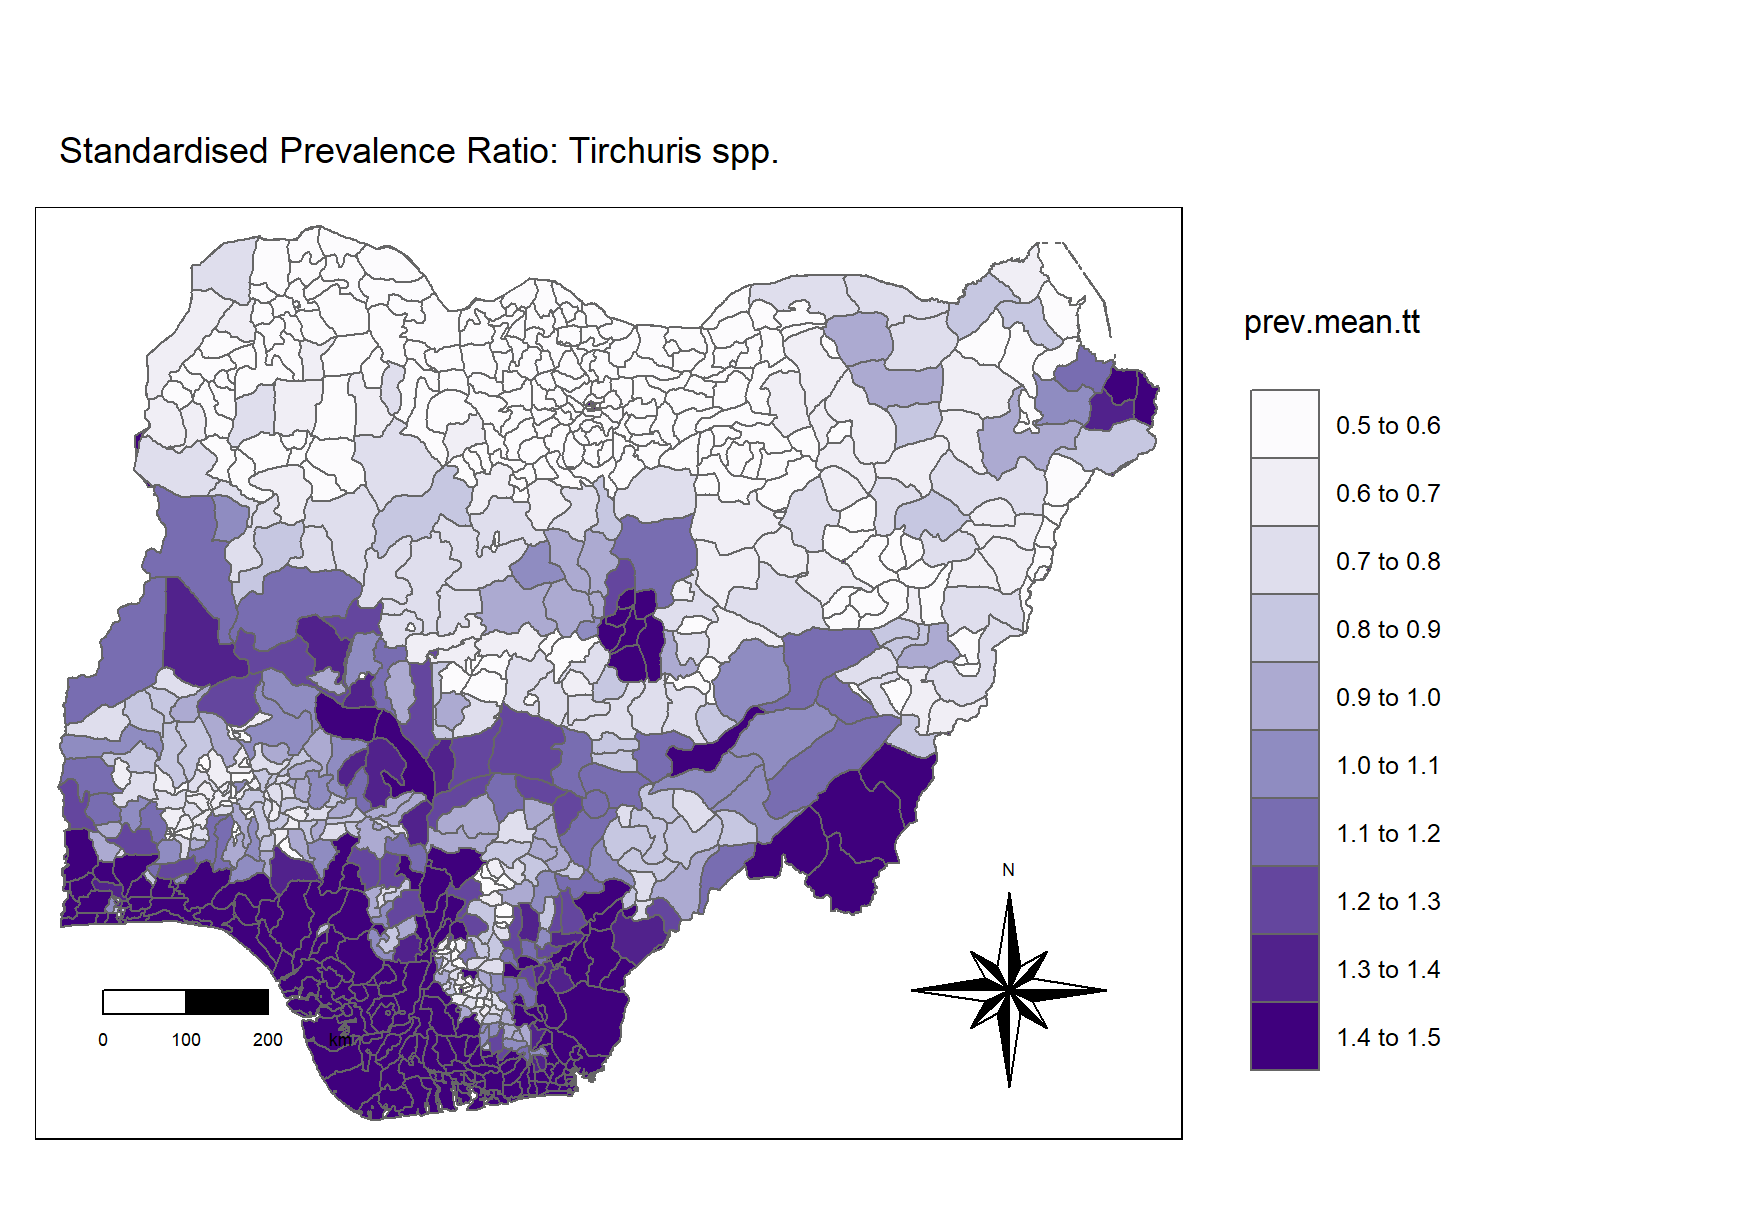 Standardised Prevalence Ratio: Tirchuris spp.
prev.mean.tt
0.5 to 0.6
0.6 to 0.7
0.7 to 0.8
0.8 to 0.9
0.9 to 1.0
1.0 to 1.1
1.1 to 1.2
1.2 to 1.3
1.3 to 1.4
1.4 to 1.5
N
0 100 200 km